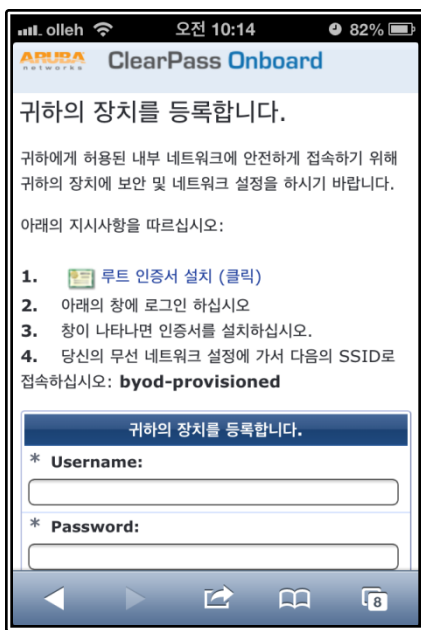 olleh 오전 10:14 82%
ARUBA networks ClearPass Onboard
귀하의 장치를 등록합니다.
귀하에게 허용된 내부 네트워크에 안전하게 접속하기 위해
귀하의 장치에 보안 및 네트워크 설정을 하시기 바랍니다.
아래의 지시사항을 따르십시오:
1. 루트 인증서 설치 (클릭)
2. 아래의 창에 로그인 하십시오
3. 창이 나타나면 인증서를 설치하십시오.
4. 당신의 무선 네트워크 설정에 가서 다음의 SSID로
접속하십시오: byod-provisioned
귀하의 장치를 등록합니다.
* Username:
* Password:
8